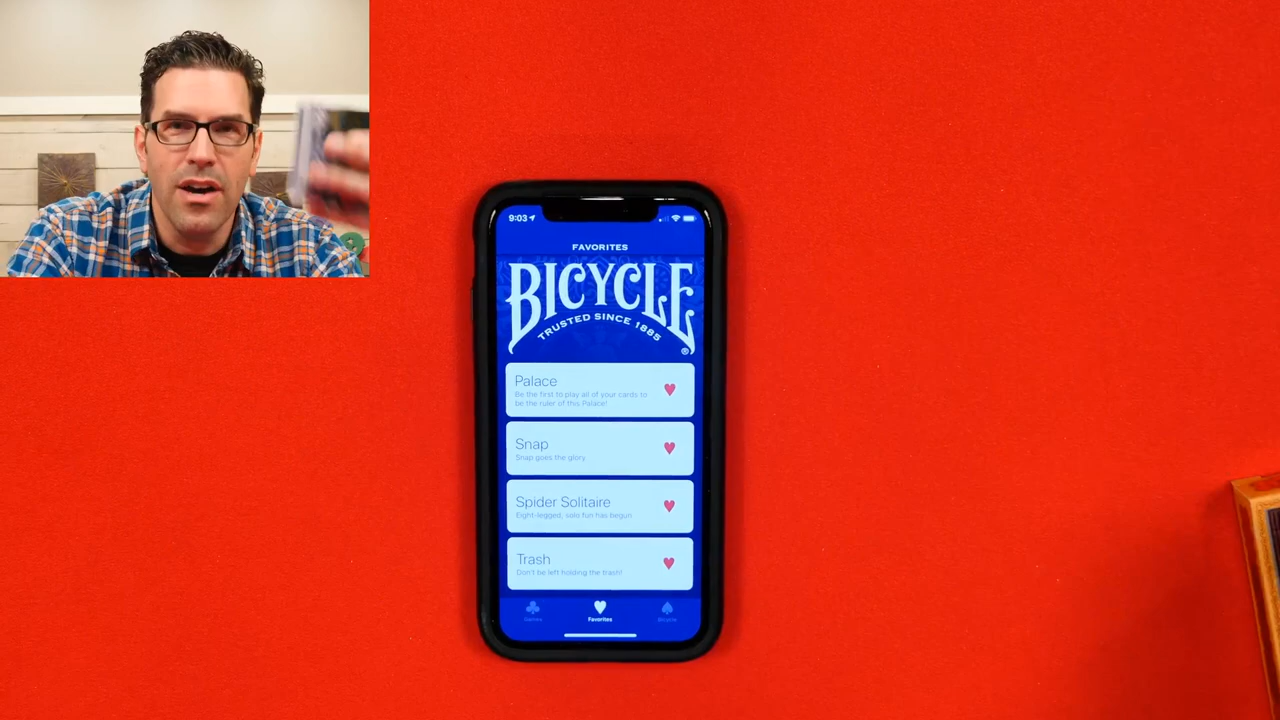 9:03
FAVORITES
BICYCLE
TRUSTED SINCE 1885
®
Palace
Be the first to play all of your cards to
be the ruler of this Palace!
Snap
Snap goes the glory.
Spider Solitaire
Eight-legged, solo fun has begun.
Trash
Don't be left holding the trash!
Games
Favorites
Bicycle